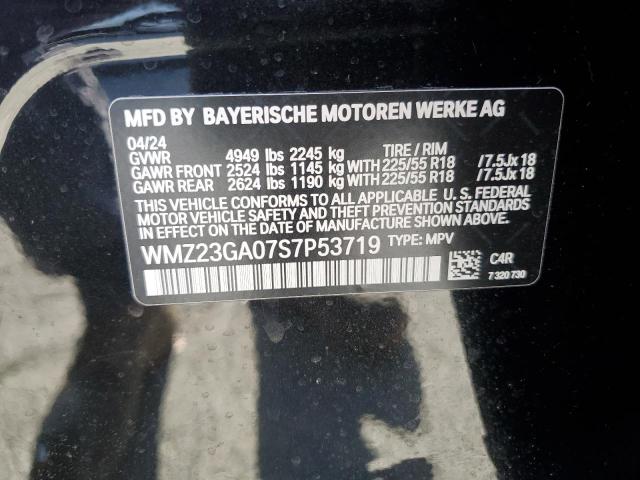 MFD BY BAYERISCHE MOTOREN WERKE AG
04/24
GVWR 4949 lbs 2245 kg TIRE / RIM
GAWR FRONT 2524 lbs 1145 kg WITH 225/55 R18 /7.5Jx18
GAWR REAR 2624 lbs 1190 kg WITH 225/55 R18 /7.5Jx18
THIS VEHICLE CONFORMS TO ALL APPLICABLE U.S. FEDERAL
MOTOR VEHICLE SAFETY AND THEFT PREVENTION STANDARDS
IN EFFECT ON THE DATE OF MANUFACTURE SHOWN ABOVE.
WMZ23GA07S7P53719 TYPE: MPV
C4R
7 320 730